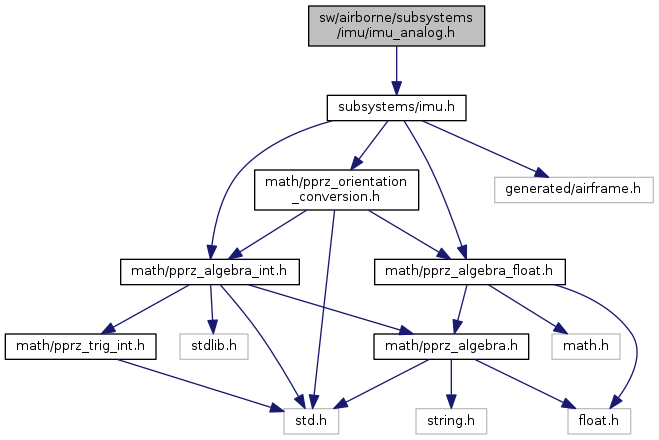 sw/airborne/subsystems
/imu/imu_analog.h
subsystems/imu.h
math/pprz_orientation
_conversion.h
generated/airframe.h
math/pprz_algebra_int.h
math/pprz_algebra_float.h
math/pprz_trig_int.h
stdlib.h
math/pprz_algebra.h
math.h
std.h
string.h
float.h